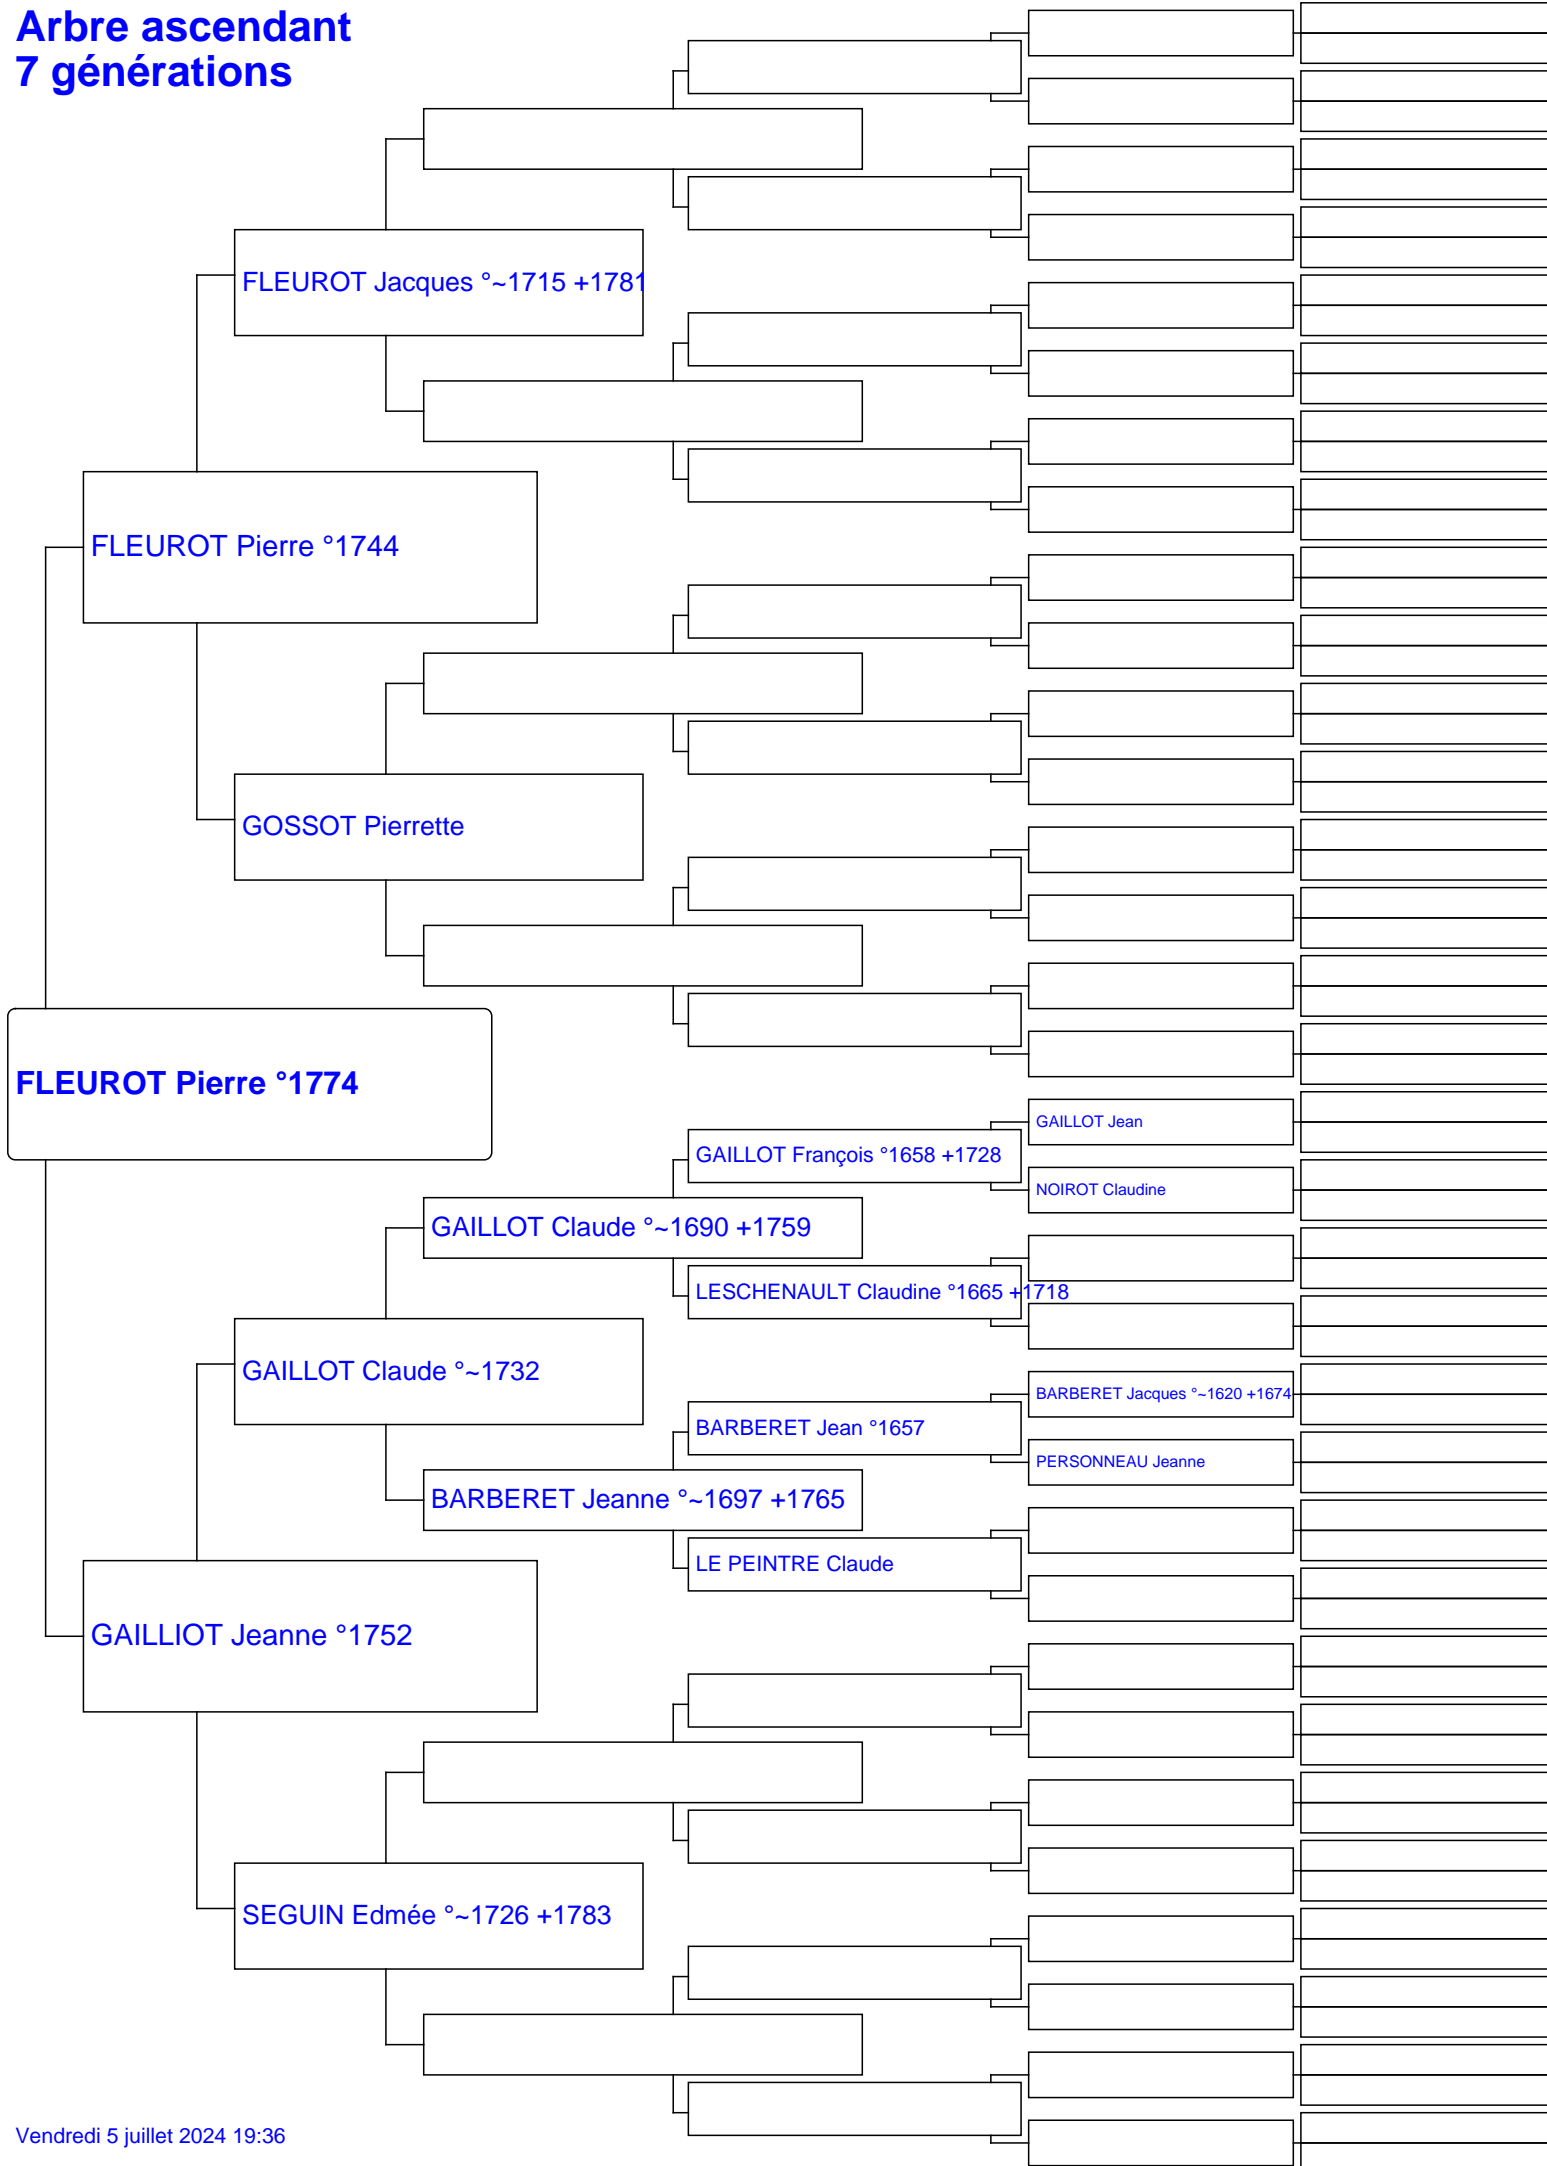 Arbre ascendant
7 générations
FLEUROT Jacques °~1715 +1781
FLEUROT Pierre °1744
GOSSOT Pierrette
FLEUROT Pierre °1774
GAILLOT Jean
GAILLOT François °1658 +1728
NOIROT Claudine
GAILLOT Claude °~1690 +1759
LESCHENAULT Claudine °1665 +1718
GAILLOT Claude °~1732
BARBERET Jacques °~1620 +1674
BARBERET Jean °1657
PERSONNEAU Jeanne
BARBERET Jeanne °~1697 +1765
LE PEINTRE Claude
GAILLIOT Jeanne °1752
SEGUIN Edmée °~1726 +1783
Vendredi 5 juillet 2024 19:36